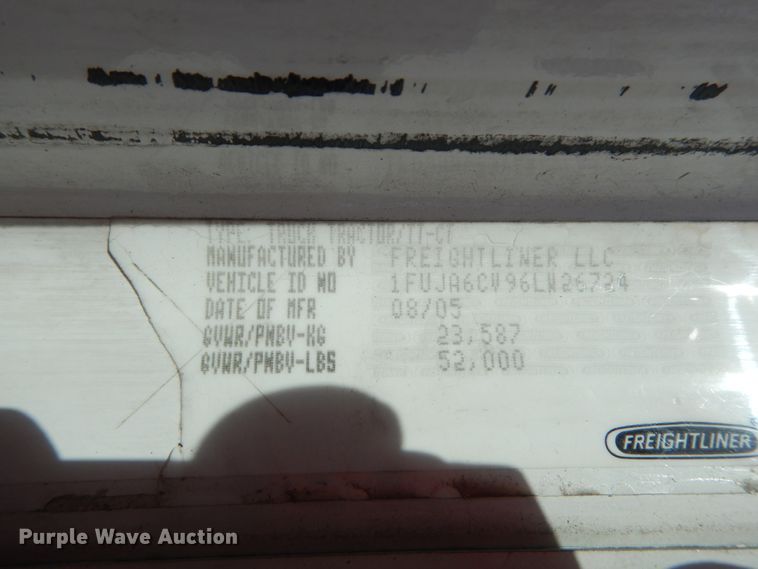 TYPE: TRUCK TRACTOR/TT-CT
MANUFACTURED BY FREIGHTLINER LLC
VEHICLE ID NO 1FUJA6CV96LW26724
DATE OF MFR 08/05
GVWR/PNBV-KG 23,587
GVWR/PNBV-LBS 52,000
FREIGHTLINER
Purple Wave Auction